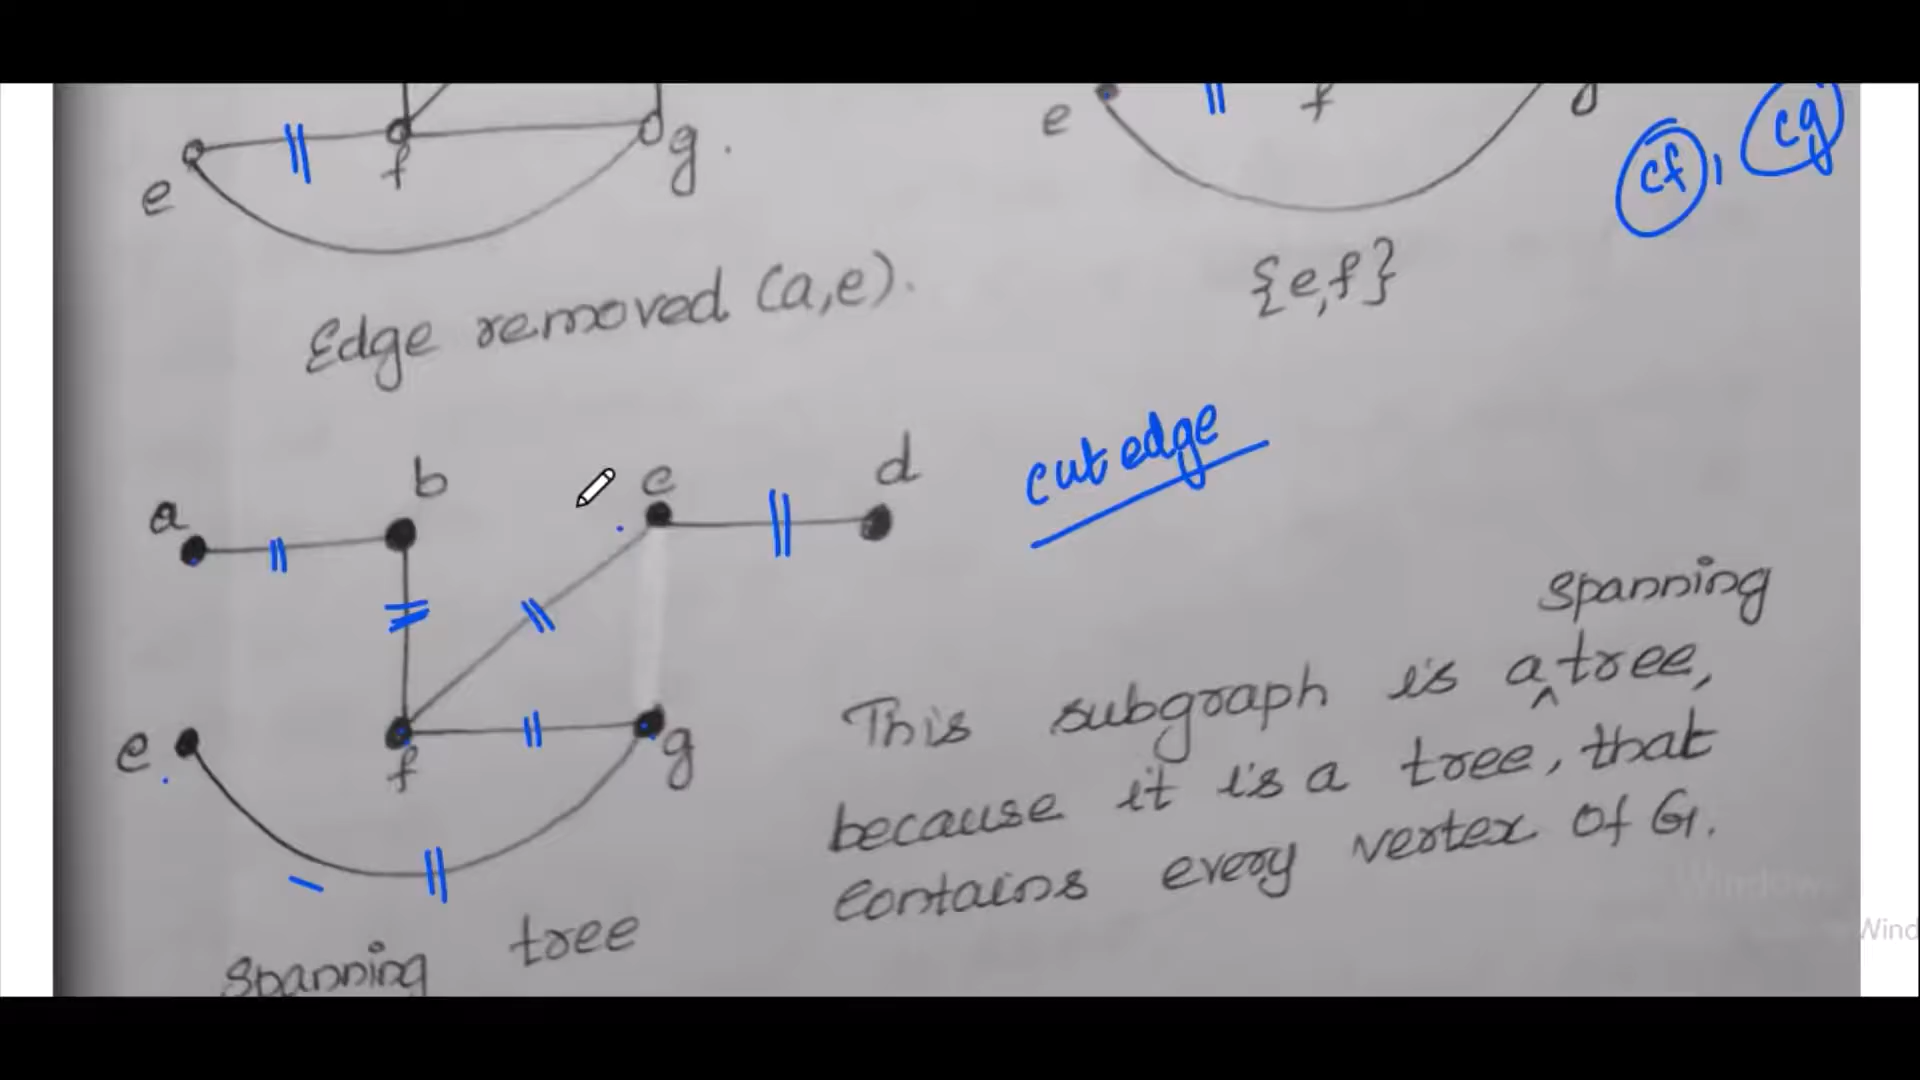 e f g. e f g
cf, cg
Edge removed (a,e).
{e,f}
cut edge
a b c d
e f g
spanning
This subgraph is a ^ tree,
because it is a tree, that
contains every vertex of G.
Spanning tree
Wind